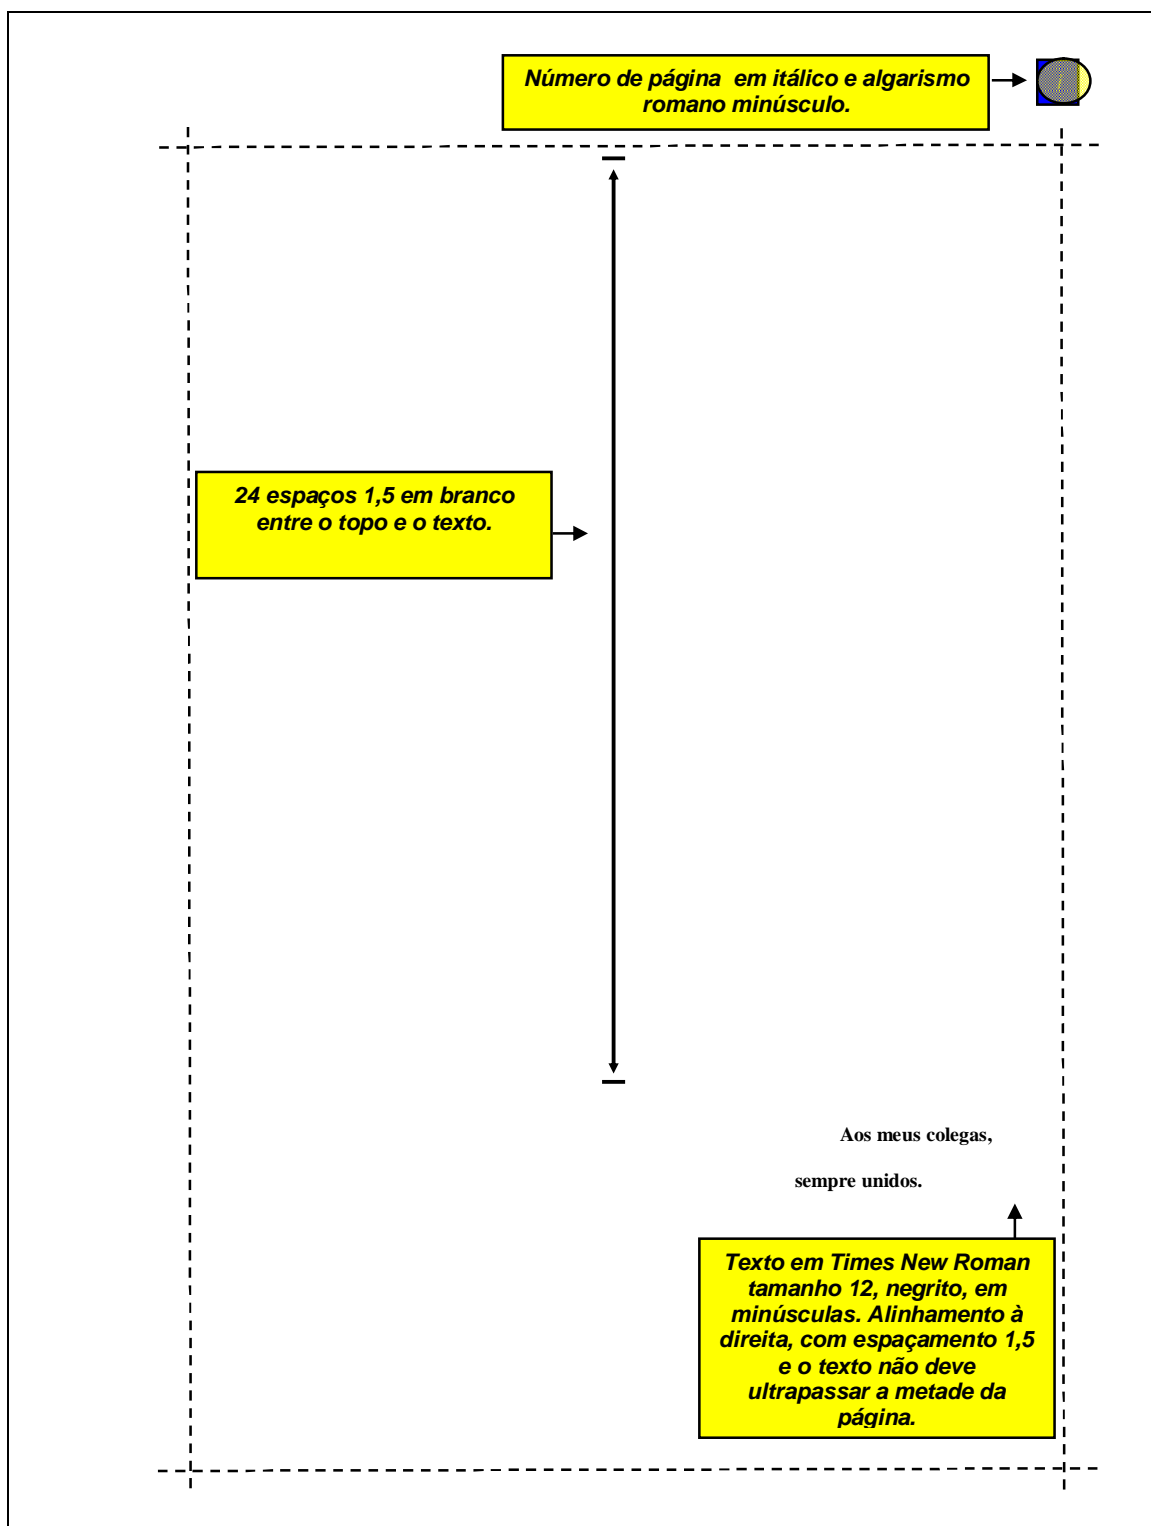 Número de página  em itálico e algarismo
romano minúsculo.
24 espaços 1,5 em branco
entre o topo e o texto.
Aos meus colegas,
sempre unidos.
Texto em Times New Roman
tamanho 12, negrito, em
minúsculas. Alinhamento à
direita, com espaçamento 1,5
e o texto não deve
ultrapassar a metade da
página.